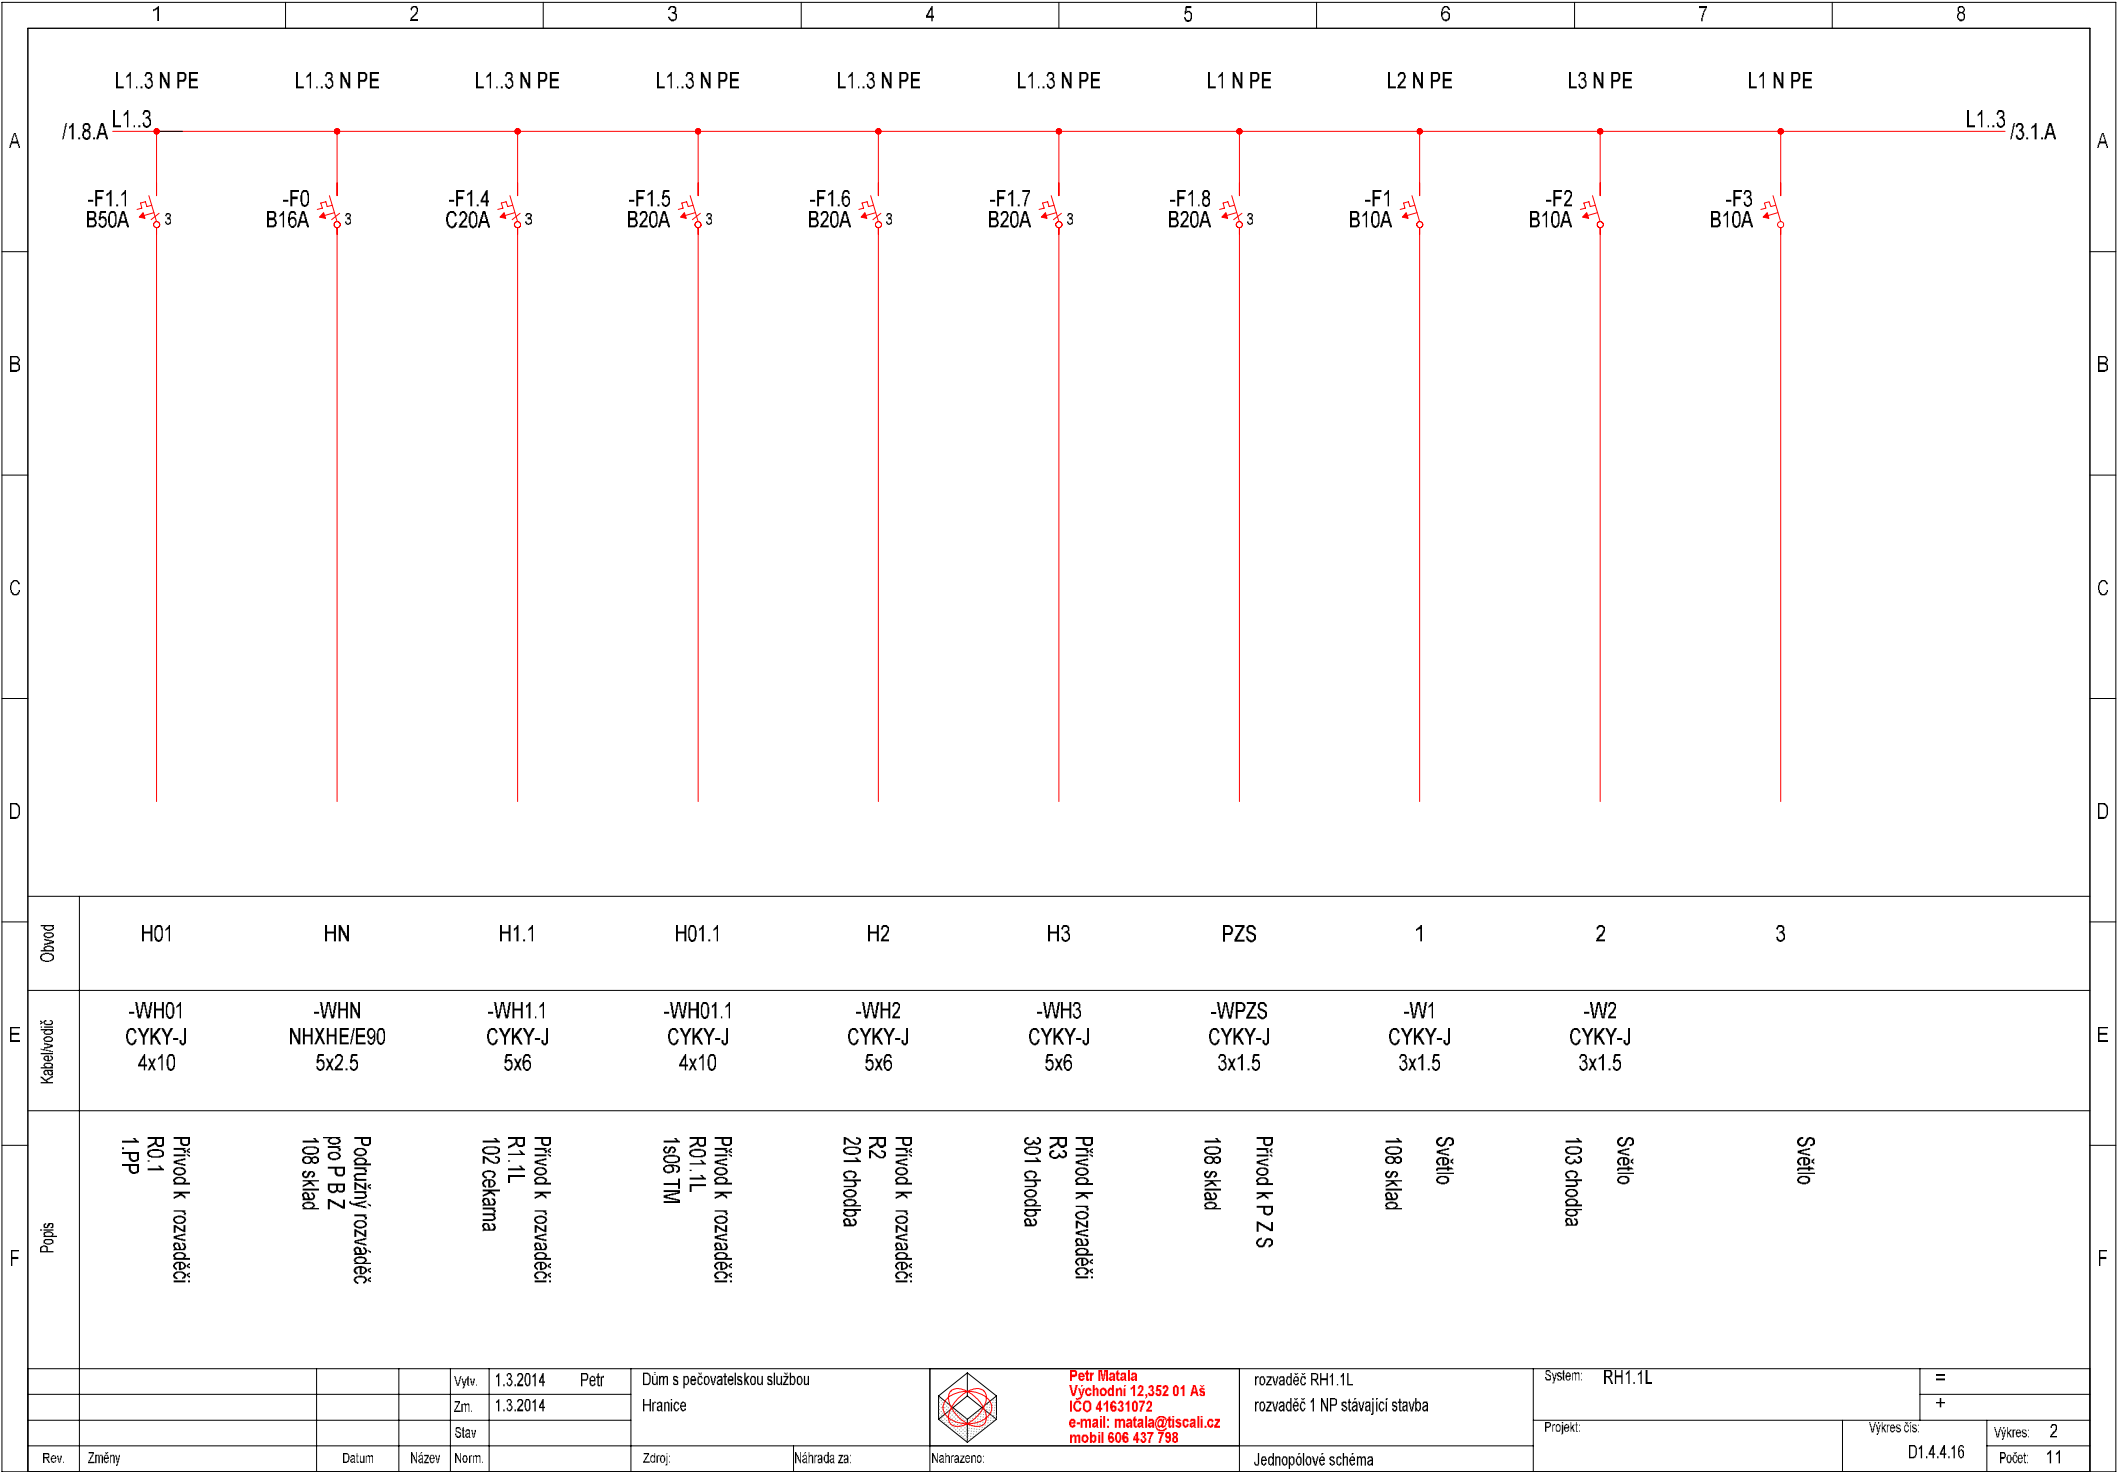 1 2 3 4 5 6 7 8
L1..3 N PE L1..3 N PE L1..3 N PE L1..3 N PE L1..3 N PE L1..3 N PE L1 N PE L2 N PE L3 N PE L1 N PE
/1.8.A L1..3 L1..3 /3.1.A
A A
-F1.1 -F0 -F1.4 -F1.5 -F1.6 -F1.7 -F1.8 -F1 -F2 -F3
B50A 3 B16A 3 C20A 3 B20A 3 B20A 3 B20A 3 B20A 3 B10A B10A B10A
B B
C C
D D
Obvod H01 HN H1.1 H01.1 H2 H3 PZS 1 2 3
E E
Kabel/vodič
-WH01 -WHN -WH1.1 -WH01.1 -WH2 -WH3 -WPZS -W1 -W2
CYKY-J NHXHE/E90 CYKY-J CYKY-J CYKY-J CYKY-J CYKY-J CYKY-J CYKY-J
4x10 5x2.5 5x6 4x10 5x6 5x6 3x1.5 3x1.5 3x1.5
F F
Popis
Přívod k rozvaděči
R0.1
1.PP
Podružný rozváděč
pro P B Z
108 sklad
Přívod k rozvaděči
R1.1L
102 cekarna
Přívod k rozvaděči
R01.1L
1s06 TM
Přívod k rozvaděči
R2
201 chodba
Přívod k rozvaděči
R3
301 chodba
Přívod k P Z S
108 sklad
Světlo
108 sklad
Světlo
103 chodba
Světlo
Vytv. 1.3.2014 Petr
Zm. 1.3.2014
Stav
Rev. Změny Datum Název Norm.
Dům s pečovatelskou službou
Hranice
Zdroj: Náhrada za: Nahrazeno:
Petr Matala
Východní 12,352 01 Aš
IČO 41631072
e-mail: matala@tiscali.cz
mobil 606 437 798
rozvaděč RH1.1L
rozvaděč 1 NP stávající stavba
Jednopólové schéma
System: RH1.1L
=
+
Projekt:
Výkres čís:
D1.4.4.16
Výkres: 2
Počet: 11